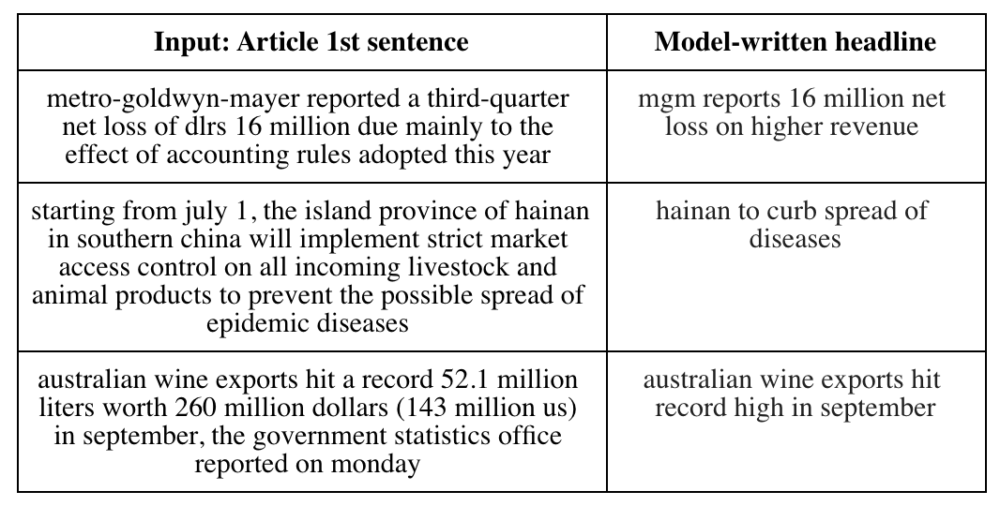 Input: Article 1st sentence
Model-written headline
metro-goldwyn-mayer reported a third-quarter
net loss of dlrs 16 million due mainly to the
effect of accounting rules adopted this year
mgm reports 16 million net
loss on higher revenue
starting from july 1, the island province of hainan
in southern china will implement strict market
access control on all incoming livestock and
animal products to prevent the possible spread of
epidemic diseases
hainan to curb spread of
diseases
australian wine exports hit a record 52.1 million
liters worth 260 million dollars (143 million us)
in september, the government statistics office
reported on monday
australian wine exports hit
record high in september